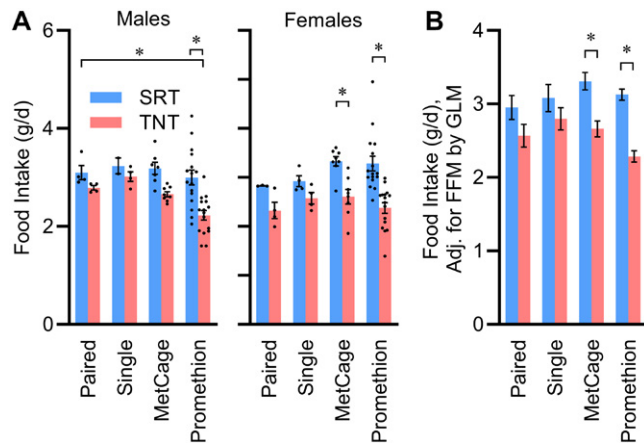 A
Males
Females
Food Intake (g/d)
6
4
2
0
*
*
*
*
SRT
TNT
Paired
Single
MetCage
Promethion
Paired
Single
MetCage
Promethion
B
Food Intake (g/d),
Adj. for FFM by GLM
4
3
2
1
0
*
*
Paired
Single
MetCage
Promethion